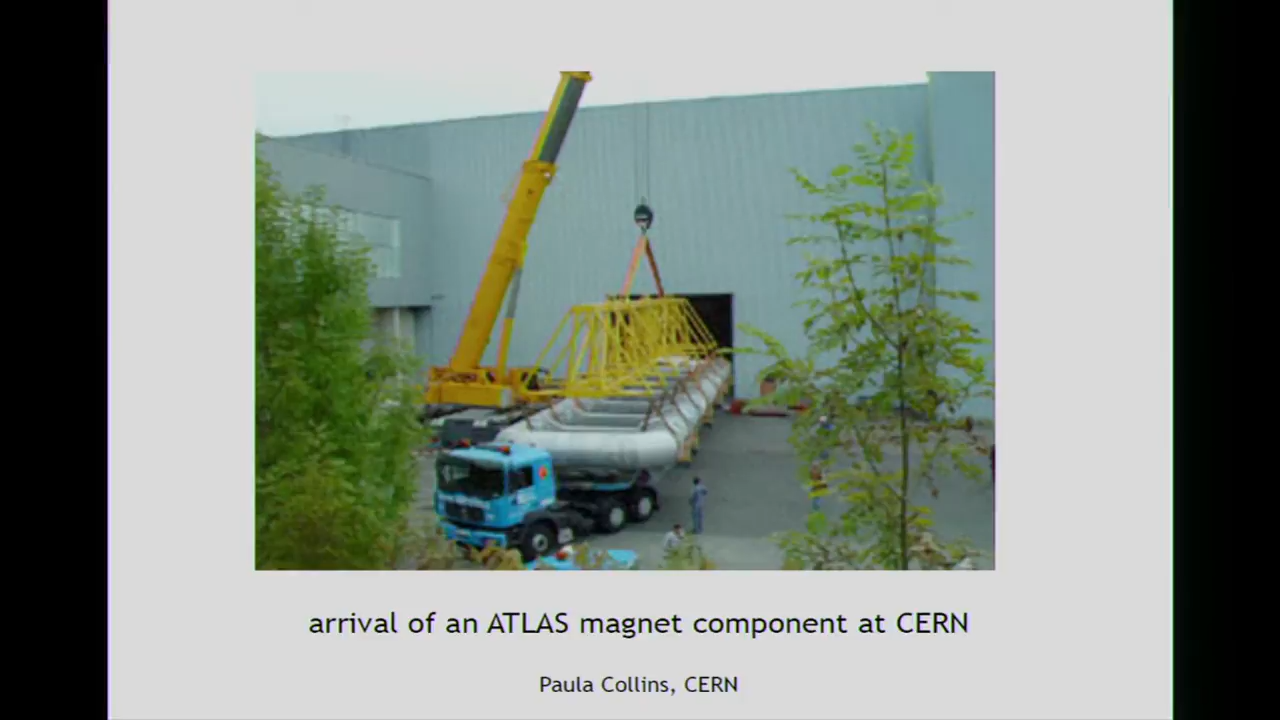 arrival of an ATLAS magnet component at CERN
Paula Collins, CERN